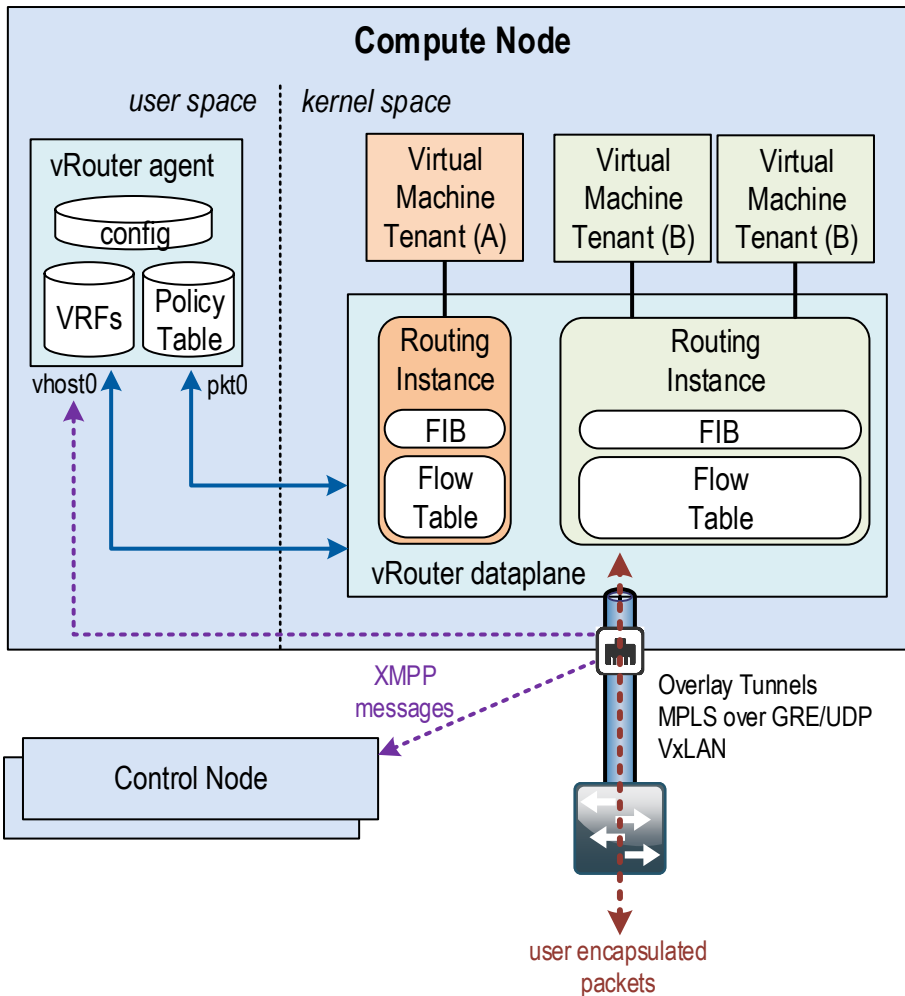 Compute Node
user space
kernel space
vRouter agent
config
VRFs
Policy
Table
vhost0
pkt0
Virtual
Machine
Tenant (A)
Virtual
Machine
Tenant (B)
Virtual
Machine
Tenant (B)
Routing
Instance
FIB
Flow
Table
Routing
Instance
FIB
Flow
Table
vRouter dataplane
XMPP
messages
Overlay Tunnels
MPLS over GRE/UDP
VxLAN
Control Node
user encapsulated
packets